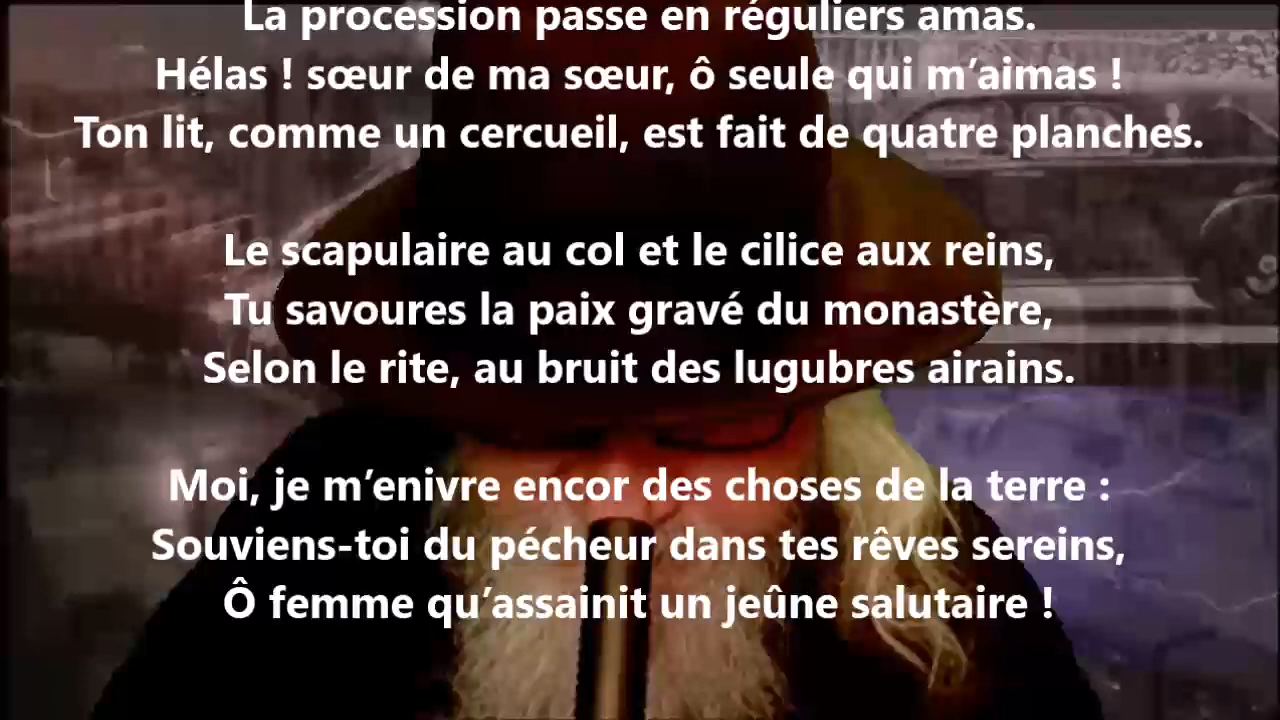 La procession passe en réguliers amas.
Hélas ! sœur de ma sœur, ô seule qui m’aimas !
Ton lit, comme un cercueil, est fait de quatre planches.
Le scapulaire au col et le cilice aux reins,
Tu savoures la paix gravé du monastère,
Selon le rite, au bruit des lugubres airains.
Moi, je m’enivre encor des choses de la terre :
Souviens-toi du pécheur dans tes rêves sereins,
Ô femme qu’assainit un jeûne salutaire !